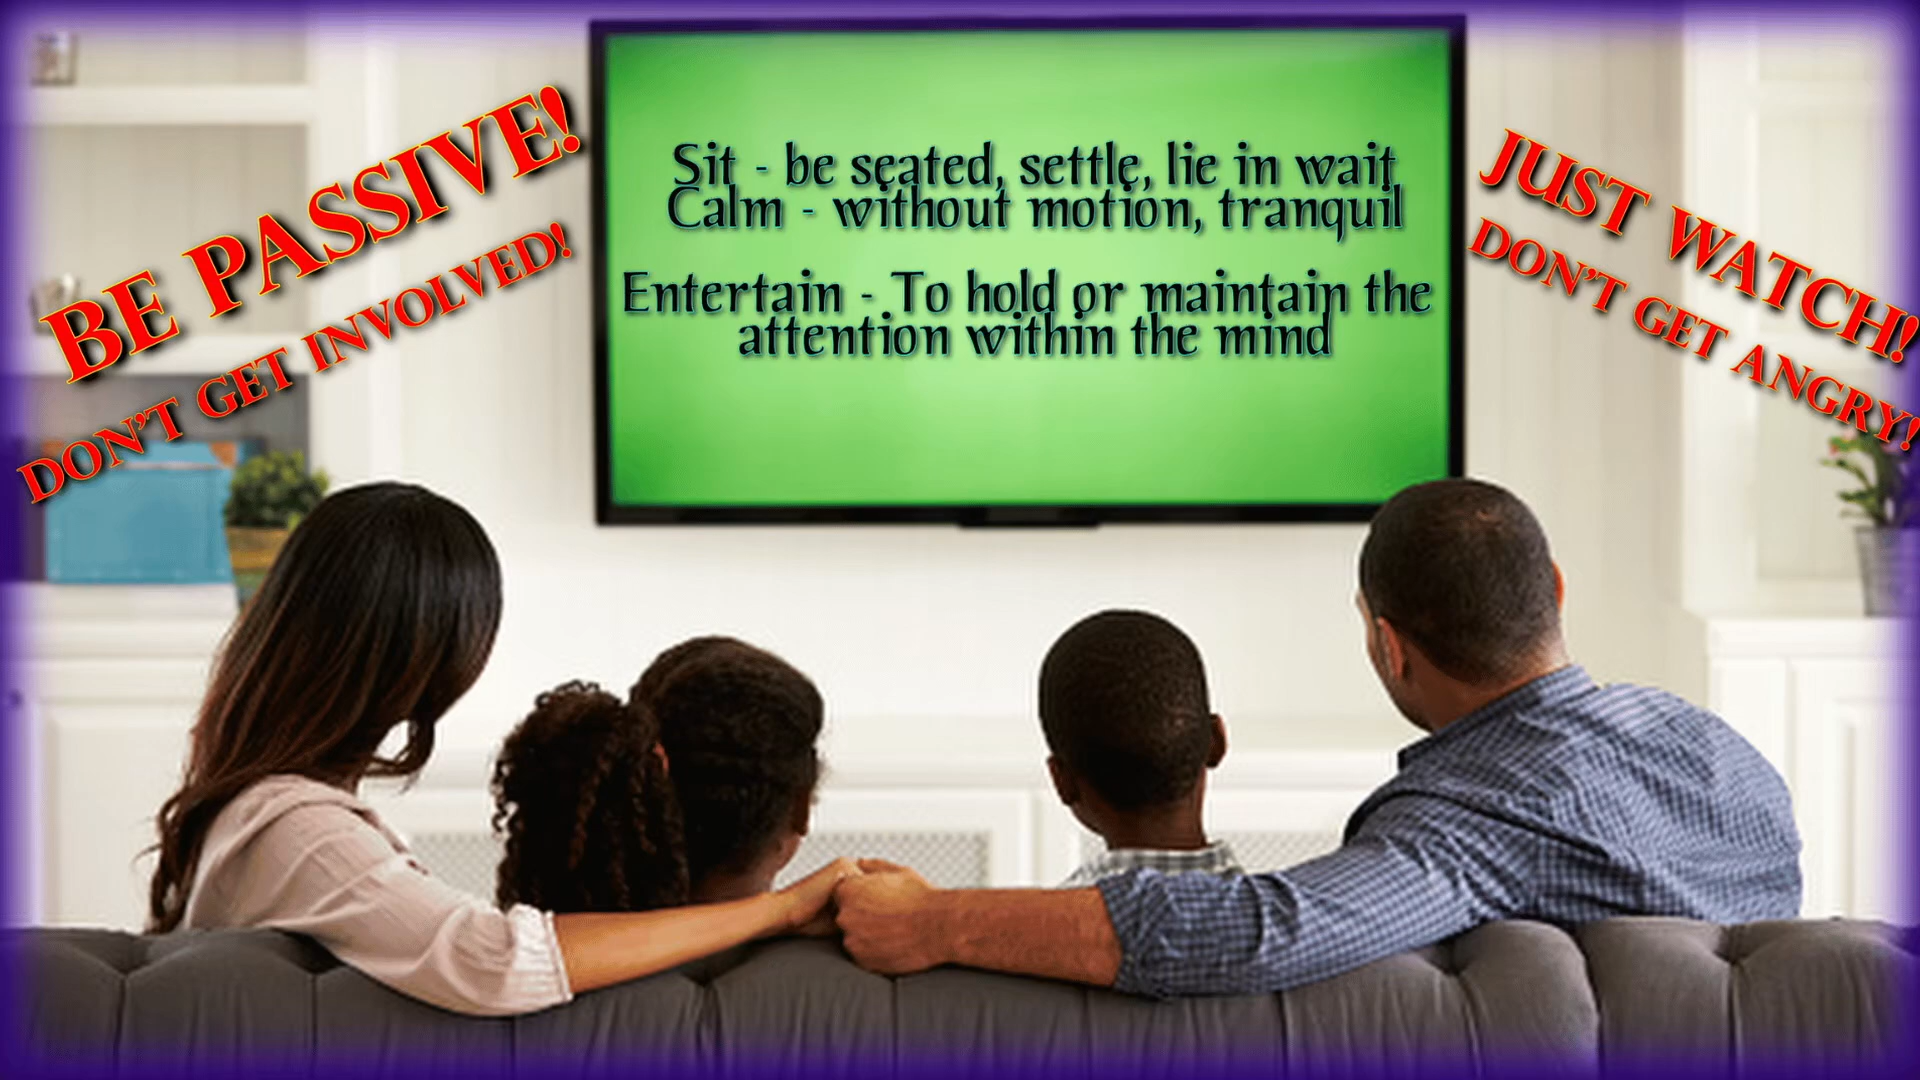 BE PASSIVE!
DON'T GET INVOLVED!
Sit - be seated, settle, lie in wait
Calm - without motion, tranquil
Entertain - To hold or maintain the
attention within the mind
JUST WATCH!
DON'T GET ANGRY!